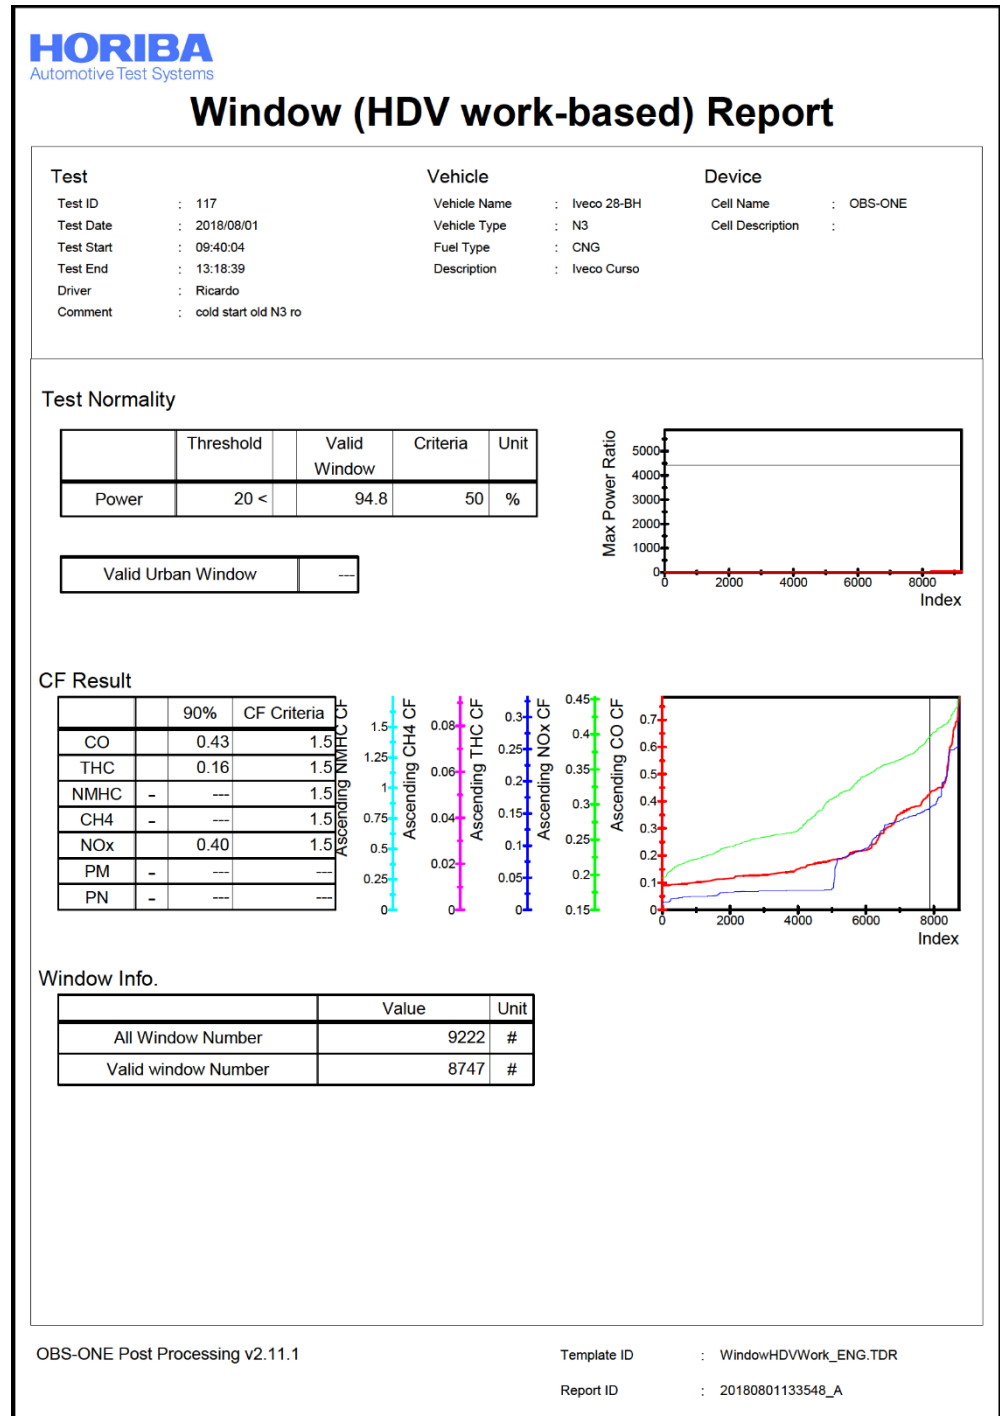 HORIBA
Automotive Test Systems
Window (HDV work-based) Report
Test
Test ID : 117
Test Date : 2018/08/01
Test Start : 09:40:04
Test End : 13:18:39
Driver : Ricardo
Comment : cold start old N3 ro
Vehicle
Vehicle Name : Iveco 28-BH
Vehicle Type : N3
Fuel Type : CNG
Description : Iveco Curso
Device
Cell Name : OBS-ONE
Cell Description :
Test Normality
Threshold Valid Window Criteria Unit
Power 20 < 94.8 50 %
Valid Urban Window ---
Max Power Ratio
5000
4000
3000
2000
1000
0
0 2000 4000 6000 8000
Index
CF Result
90% CF Criteria
CO 0.43 1.5
THC 0.16 1.5
NMHC - --- 1.5
CH4 - --- 1.5
NOx 0.40 1.5
PM - --- ---
PN - --- ---
Ascending NMHC CF
1.5
1.25
1
0.75
0.5
0.25
0
Ascending CH4 CF
0.08
0.06
0.04
0.02
0
Ascending THC CF
0.3
0.25
0.2
0.15
0.1
0.05
0
Ascending NOx CF
0.45
0.4
0.35
0.3
0.25
0.2
0.15
Ascending CO CF
0.7
0.6
0.5
0.4
0.3
0.2
0.1
0
0 2000 4000 6000 8000
Index
Window Info.
Value Unit
All Window Number 9222 #
Valid window Number 8747 #
OBS-ONE Post Processing v2.11.1
Template ID : WindowHDVWork_ENG.TDR
Report ID : 20180801133548_A